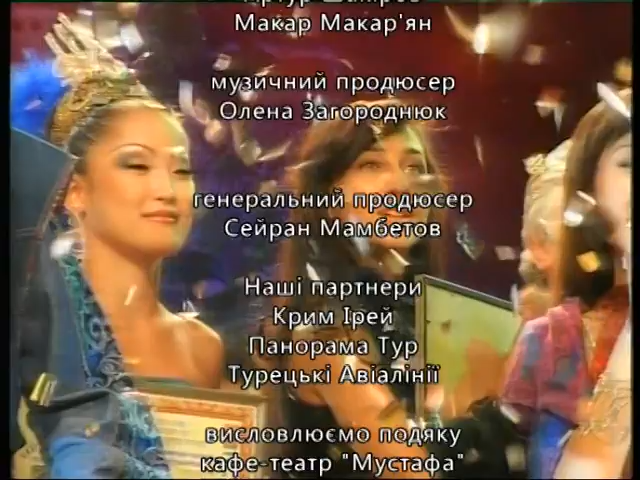 Макар Макар'ян
музичний продюсер
Олена Загороднюк
генеральний продюсер
Сейран Мамбетов
Наші партнери
Крим Ірей
Панорама Тур
Турецькі Авіалінії
висловлюємо подяку
кафе-театр "Мустафа"